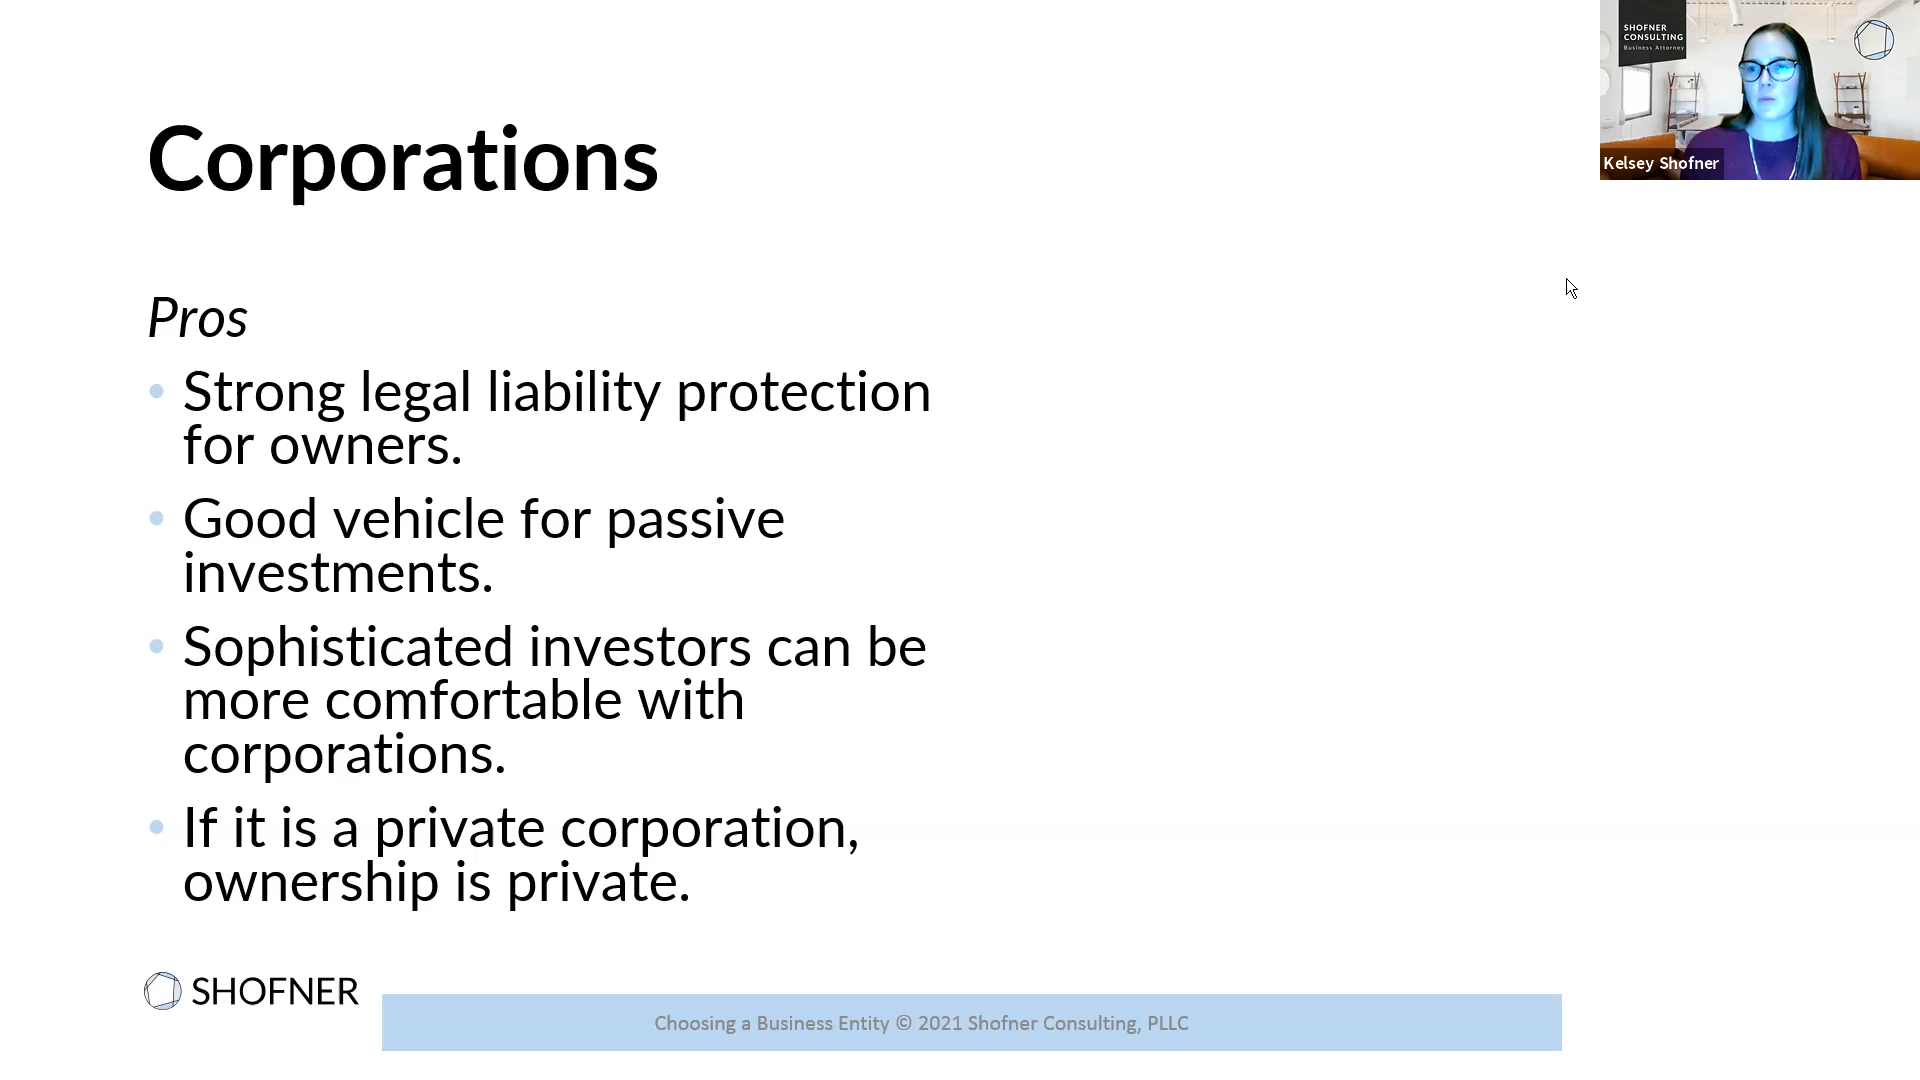 SHOFNER
CONSULTING
Business Attorney
Kelsey Shofner
Corporations
Pros
• Strong legal liability protection
for owners.
• Good vehicle for passive
investments.
• Sophisticated investors can be
more comfortable with
corporations.
• If it is a private corporation,
ownership is private.
SHOFNER
Choosing a Business Entity © 2021 Shofner Consulting, PLLC